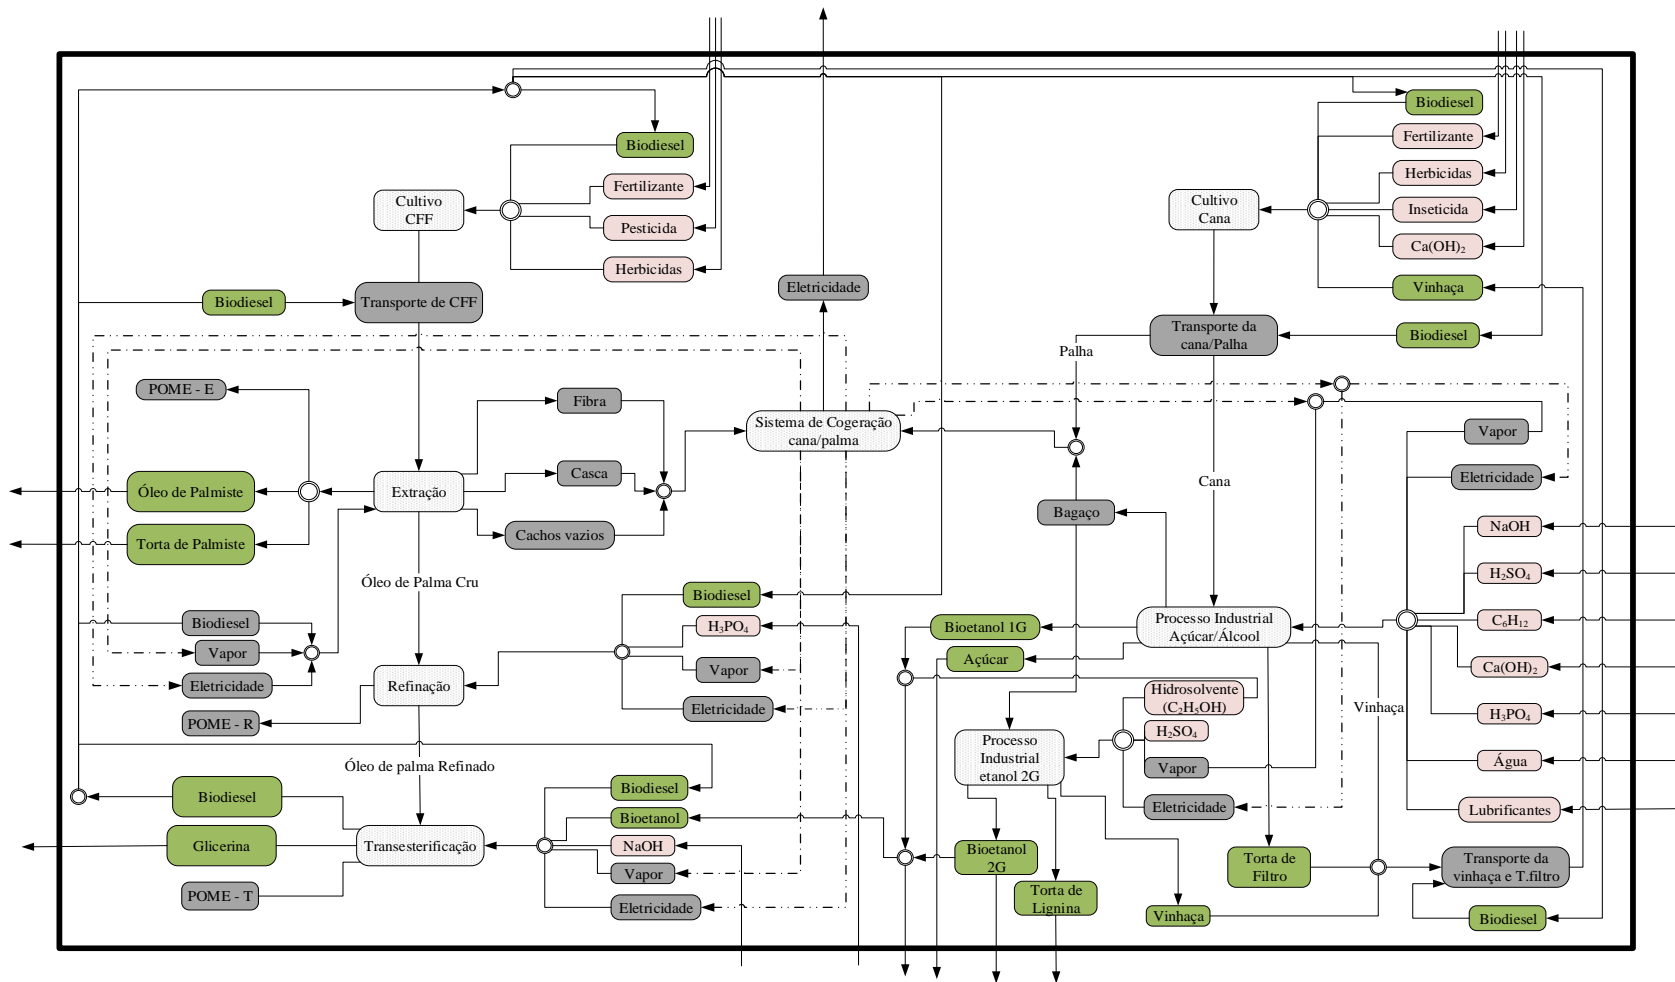 Biodiesel
Fertilizante
Pesticida
Herbicidas
Cultivo
CFF
Biodiesel
Transporte de CFF
Eletricidade
Biodiesel
Fertilizante
Herbicidas
Inseticida
Ca(OH)₂
Vinhaça
Cultivo
Cana
Transporte da
cana/Palha
Biodiesel
Palha
POME - E
Óleo de Palmiste
Torta de Palmiste
Extração
Fibra
Casca
Cachos vazios
Sistema de Cogeração
cana/palma
Cana
Bagaço
Vapor
Eletricidade
NaOH
H₂SO₄
C₆H₁₂
Ca(OH)₂
H₃PO₄
Água
Lubrificantes
Óleo de Palma Cru
Biodiesel
Vapor
Eletricidade
POME - R
Refinação
Biodiesel
H₃PO₄
Vapor
Eletricidade
Bioetanol 1G
Açúcar
Processo Industrial
Açúcar/Álcool
Vinhaça
Hidrosolvente
(C₂H₅OH)
H₂SO₄
Vapor
Eletricidade
Processo
Industrial
etanol 2G
Óleo de palma Refinado
Biodiesel
Glicerina
POME - T
Transesterificação
Biodiesel
Bioetanol
NaOH
Vapor
Eletricidade
Bioetanol
2G
Torta de
Lignina
Vinhaça
Torta de
Filtro
Transporte da
vinhaça e T.filtro
Biodiesel